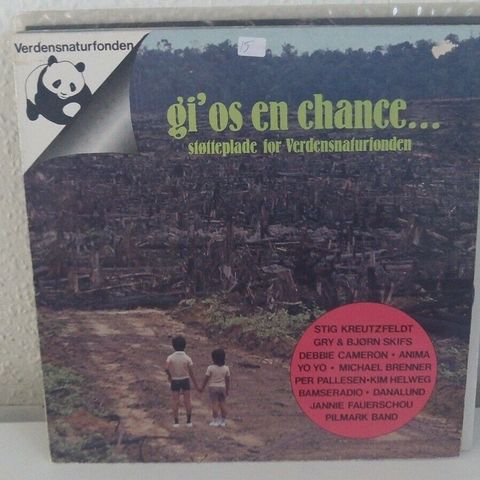 Verdensnaturfonden
15
gi'os en chance...
støtteplade for Verdensnaturfonden
STIG KREUTZFELDT
GRY & BJØRN SKIFS
DEBBIE CAMERON • ANIMA
YO YO • MICHAEL BRENNER
PER PALLESEN • KIM HELWEG
BAMSERADIO • DANALUND
JANNIE FAUERSCHOU
PILMARK BAND